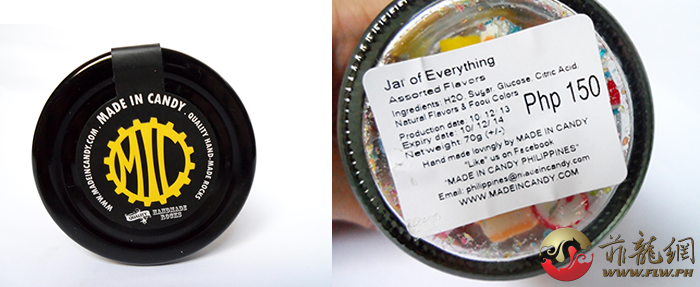 WWW.MADEINCANDY.COM . MADE IN CANDY . QUALITY HAND-MADE ROCKS
MIC
QUALITY
HANDMADE
ROCKS
Jar of Everything
Assorted Flavors
Ingredients: H2O, Sugar, Glucose, Citric Acid,
Natural Flavors & Food Colors
Production date: 10, 12, 13
Expiry date: 10/ 12/ 14
Net weight: 70g (+/-)
Php 150
Hand made lovingly by MADE IN CANDY
"Like" us on Facebook
"MADE IN CANDY PHILIPPINES"
Email: philippines@madeincandy.com
WWW.MADEINCANDY.COM
菲龍網
WWW.FLW.PH